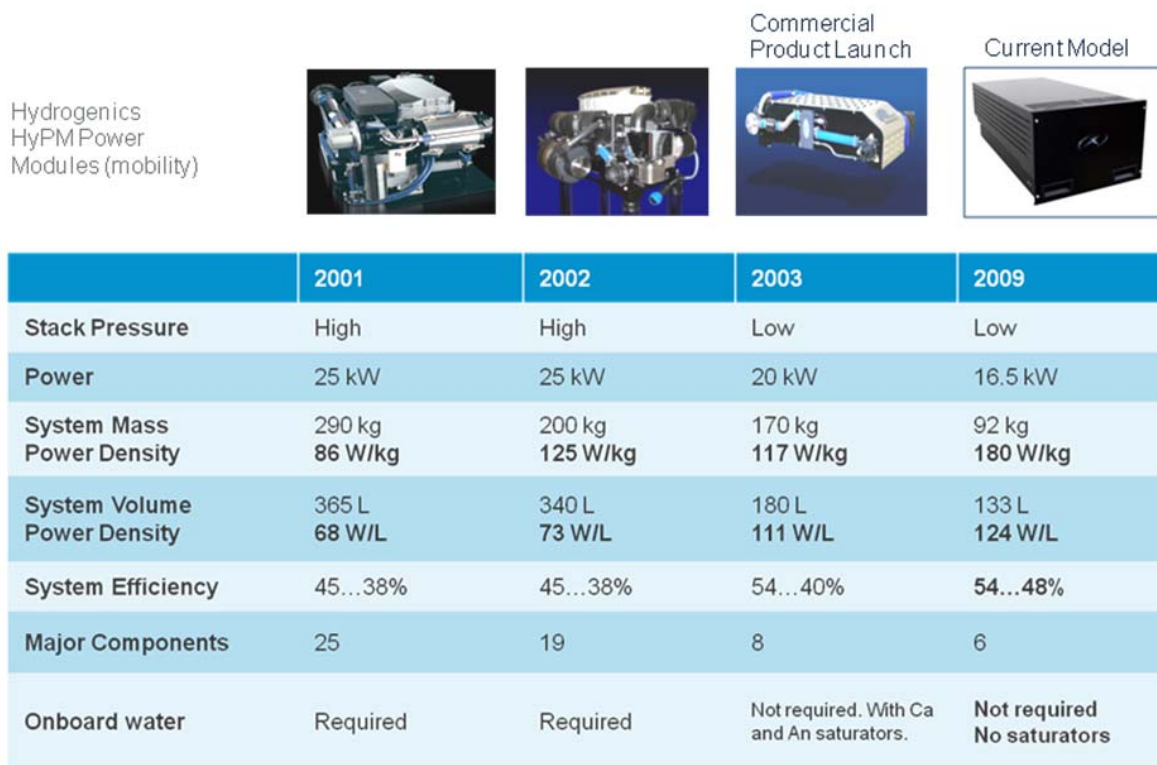 Commercial
Product Launch
Current Model
Hydrogenics
HyPM Power
Modules (mobility)
2001 2002 2003 2009
Stack Pressure High High Low Low
Power 25 kW 25 kW 20 kW 16.5 kW
System Mass 290 kg 200 kg 170 kg 92 kg
Power Density 86 W/kg 125 W/kg 117 W/kg 180 W/kg
System Volume 365 L 340 L 180 L 133 L
Power Density 68 W/L 73 W/L 111 W/L 124 W/L
System Efficiency 45...38% 45...38% 54...40% 54...48%
Major Components 25 19 8 6
Onboard water Required Required Not required. With Ca Not required
and An saturators. No saturators